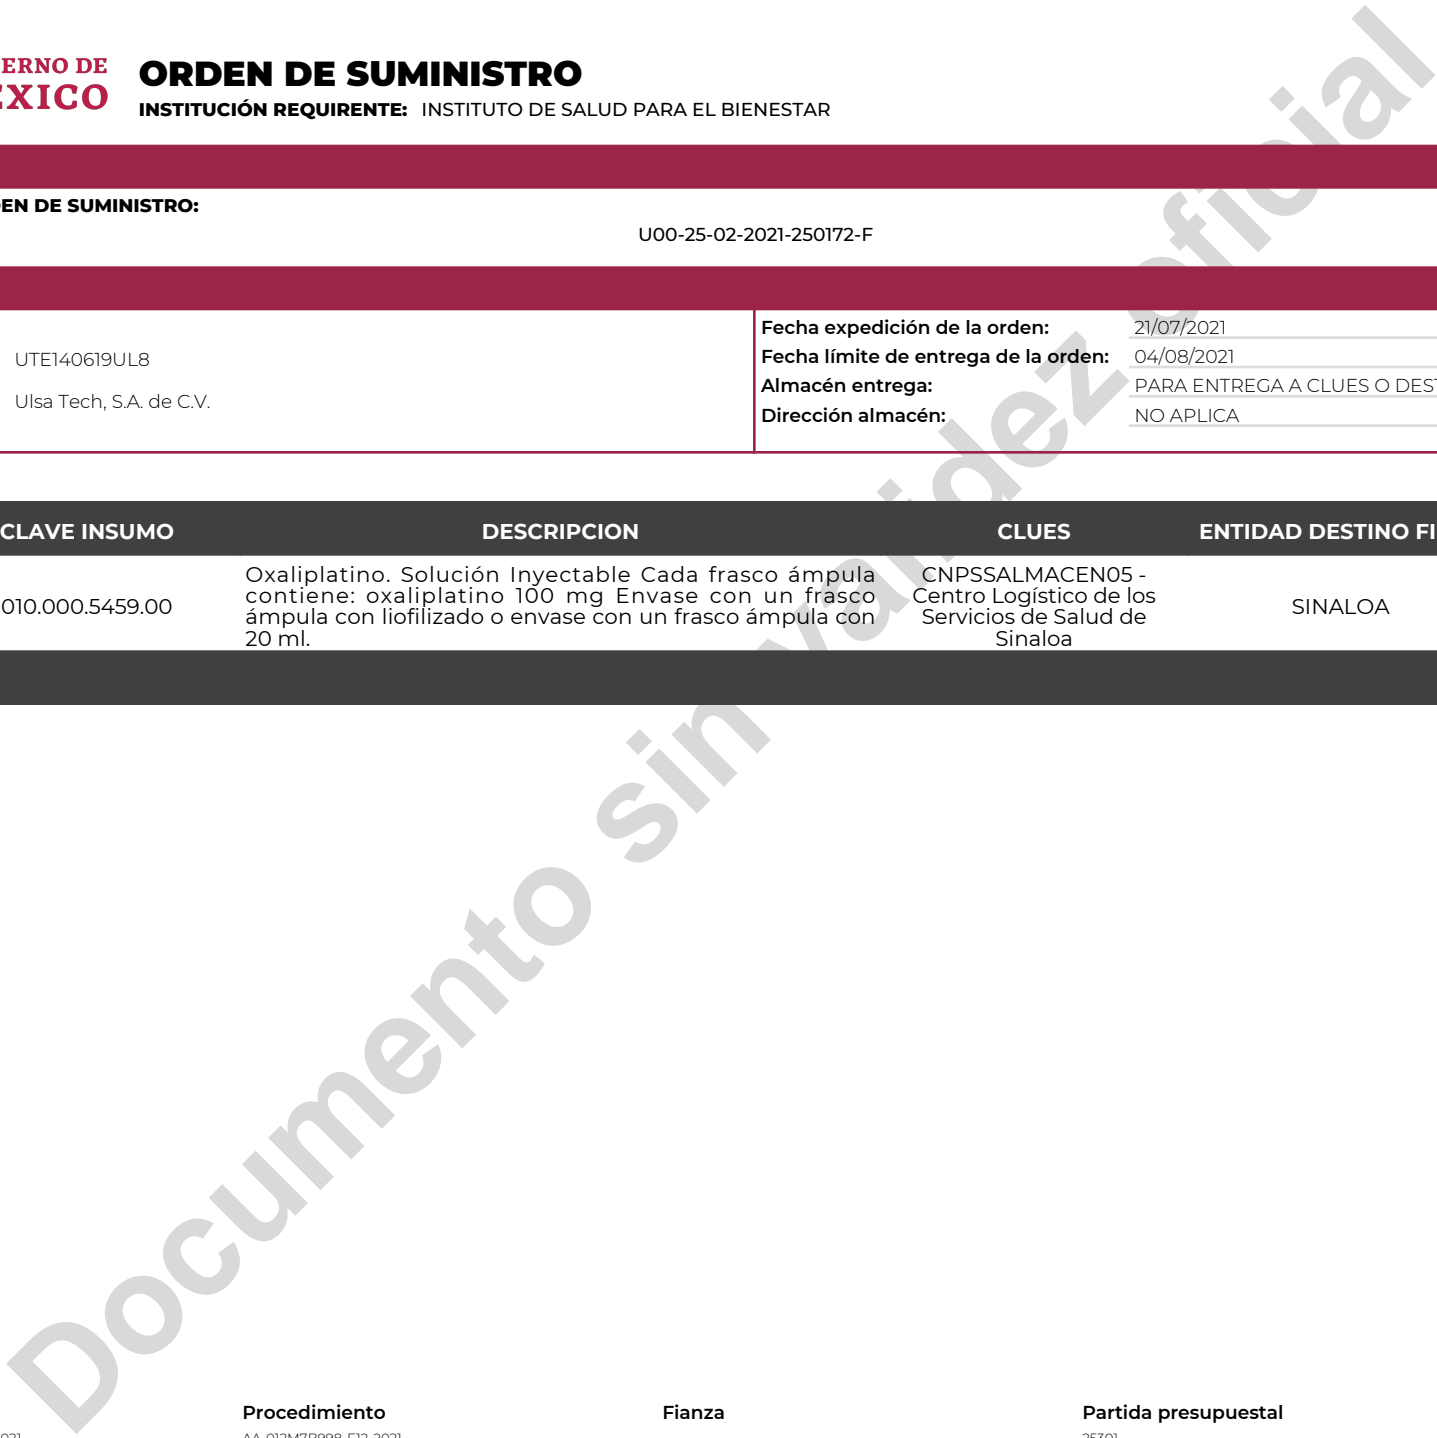 ERNO DE
EXICO
ORDEN DE SUMINISTRO
INSTITUCIÓN REQUIRENTE: INSTITUTO DE SALUD PARA EL BIENESTAR
EN DE SUMINISTRO:
U00-25-02-2021-250172-F
UTE140619UL8
Ulsa Tech, S.A. de C.V.
Fecha expedición de la orden: 21/07/2021
Fecha límite de entrega de la orden: 04/08/2021
Almacén entrega: PARA ENTREGA A CLUES O DEST
Dirección almacén: NO APLICA
CLAVE INSUMO DESCRIPCION CLUES ENTIDAD DESTINO FI
010.000.5459.00
Oxaliplatino. Solución Inyectable Cada frasco ámpula
contiene: oxaliplatino 100 mg Envase con un frasco
ámpula con liofilizado o envase con un frasco ámpula con
20 ml.
CNPSSALMACEN05 -
Centro Logístico de los
Servicios de Salud de
Sinaloa
SINALOA
Documento sin validez oficial
Procedimiento Fianza Partida presupuestal